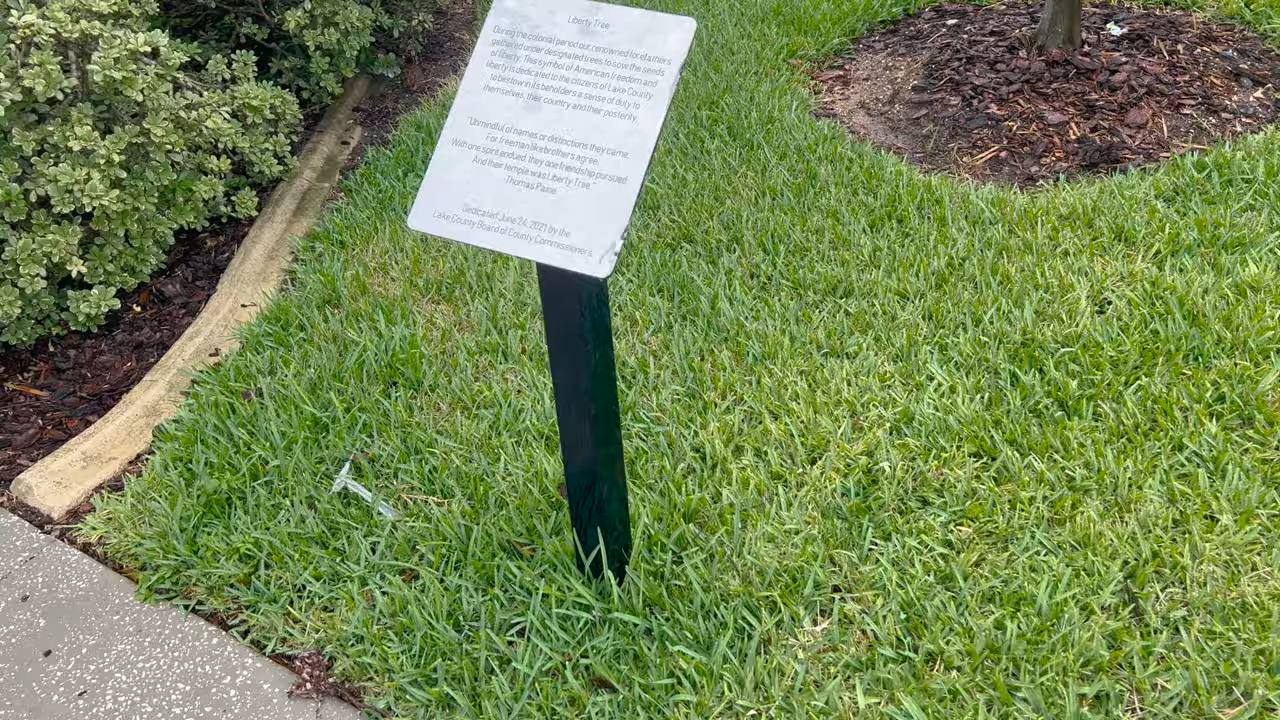 Liberty Tree
During the colonial period our renowned forefathers
gathered under designated trees to sow the seeds
of liberty. This symbol of American freedom and
liberty is dedicated to the citizens of Lake County
to bestow in its beholders a sense of duty to
themselves, their country and their posterity.
"Unmindful of names or distinctions they came,
For freeman like brothers agree,
With one spirit endued, they one friendship pursued
And their temple was Liberty Tree"
Thomas Paine
Dedicated June 24, 2021 by the
Lake County Board of County Commissioners.